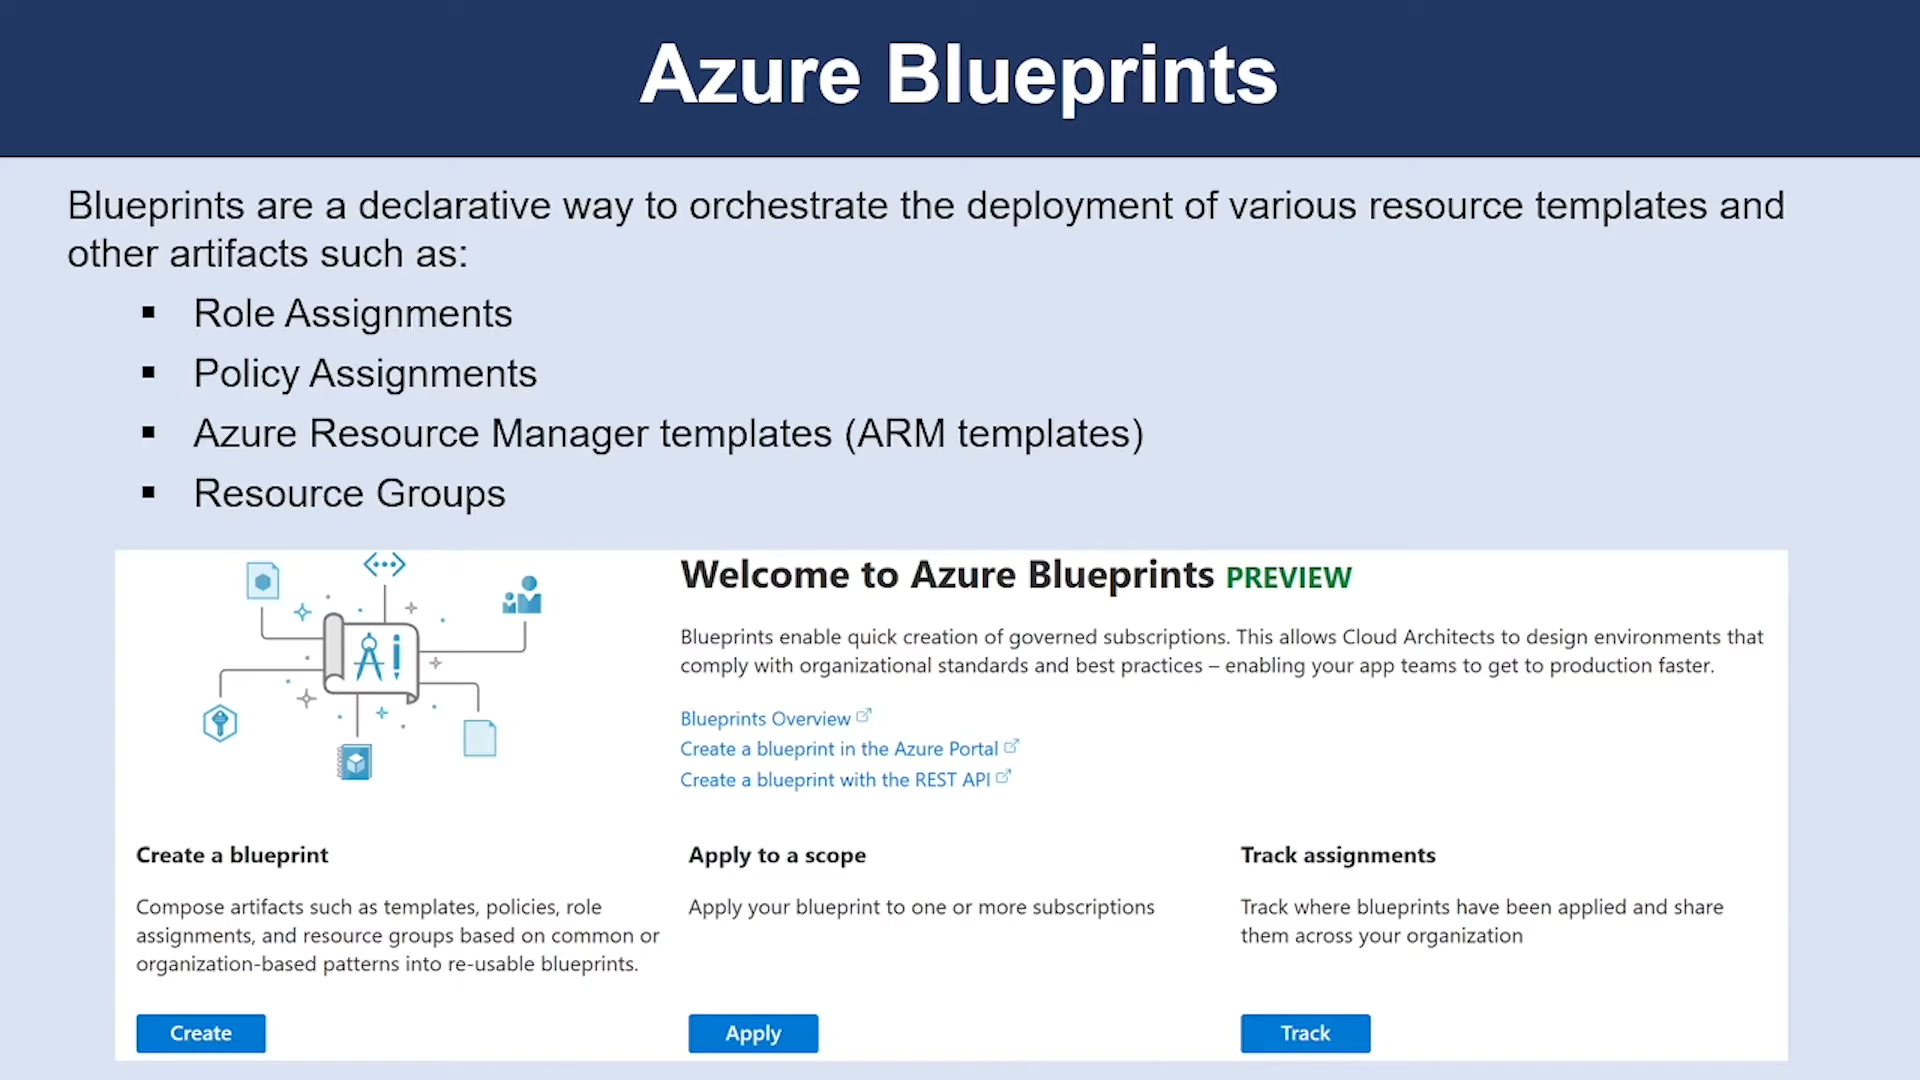 Azure Blueprints
Blueprints are a declarative way to orchestrate the deployment of various resource templates and
other artifacts such as:
▪ Role Assignments
▪ Policy Assignments
▪ Azure Resource Manager templates (ARM templates)
▪ Resource Groups
Welcome to Azure Blueprints PREVIEW
Blueprints enable quick creation of governed subscriptions. This allows Cloud Architects to design environments that
comply with organizational standards and best practices – enabling your app teams to get to production faster.
Blueprints Overview
Create a blueprint in the Azure Portal
Create a blueprint with the REST API
Create a blueprint
Compose artifacts such as templates, policies, role
assignments, and resource groups based on common or
organization-based patterns into re-usable blueprints.
Create
Apply to a scope
Apply your blueprint to one or more subscriptions
Apply
Track assignments
Track where blueprints have been applied and share
them across your organization
Track